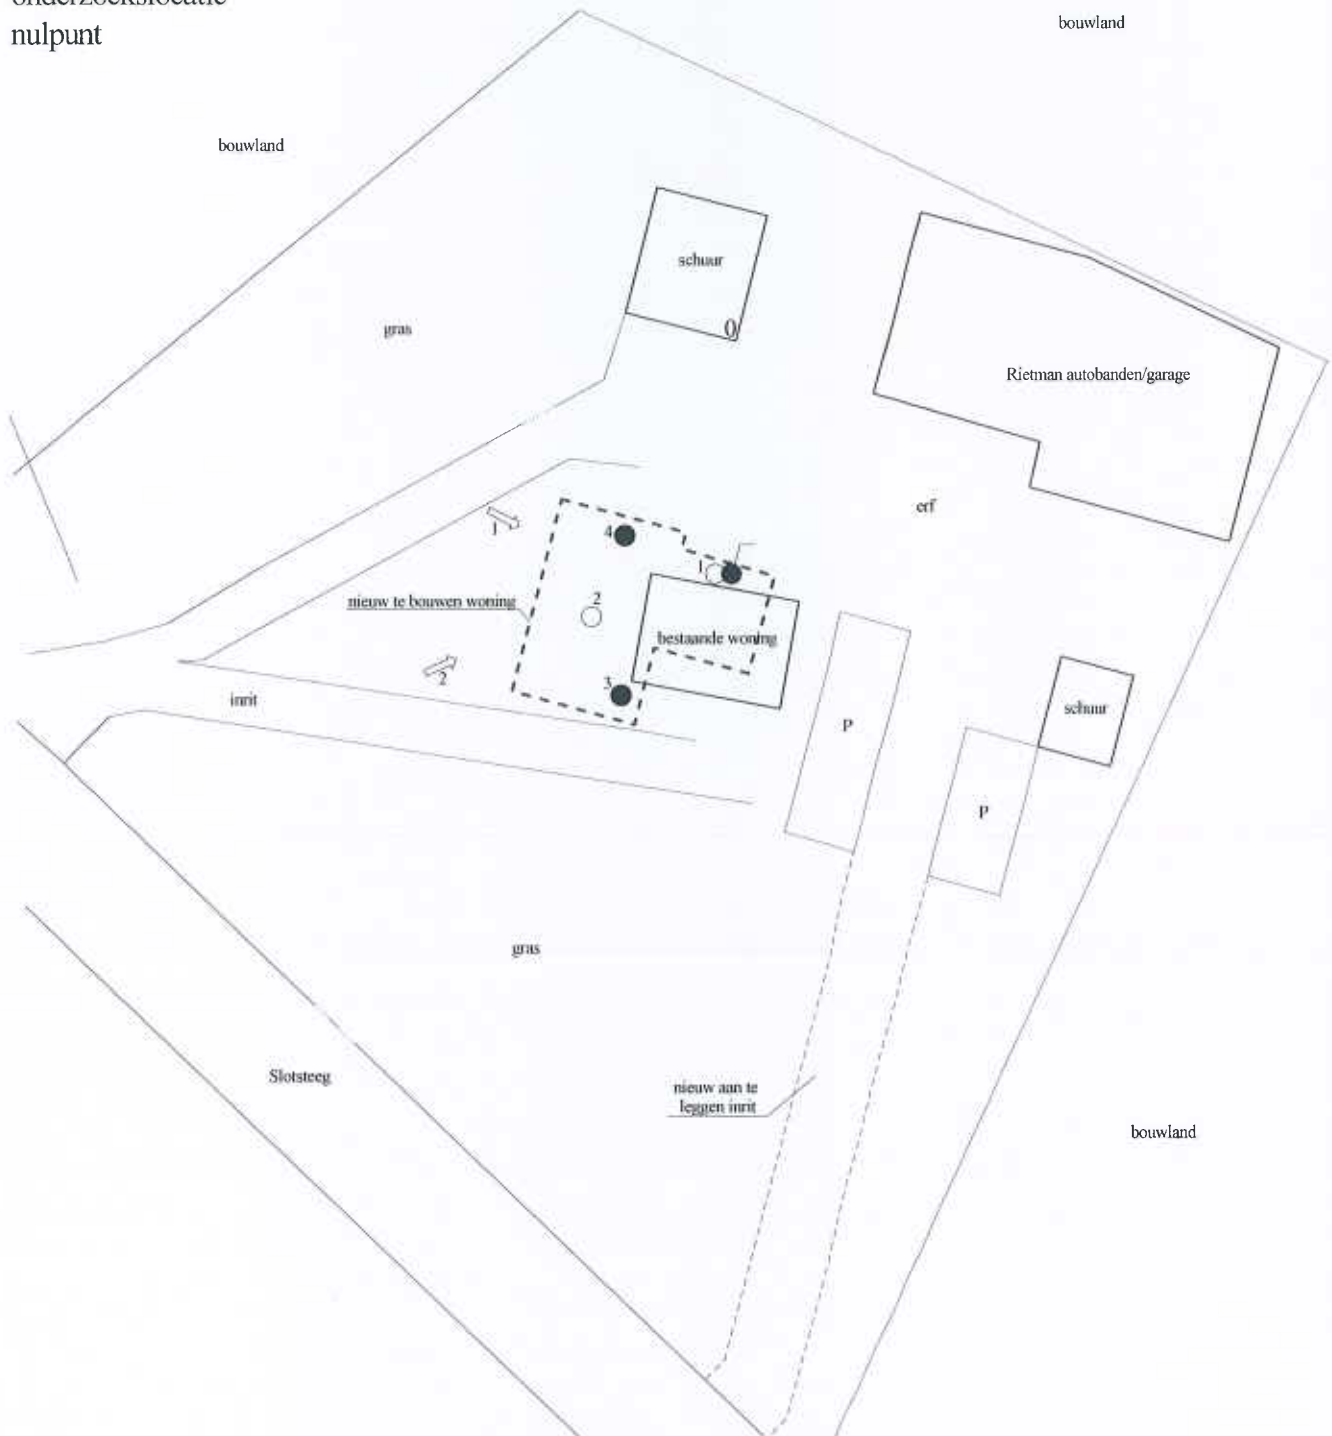 onderzoekslocatie
nulpunt
bouwland
bouwland
schuur
0
gras
Rietman autobanden/garage
erf
1
4
1
2
nieuw te bouwen woning
bestaande woning
2
3
inrit
schuur
P
P
gras
Slotsteeg
nieuw aan te
leggen inrit
bouwland